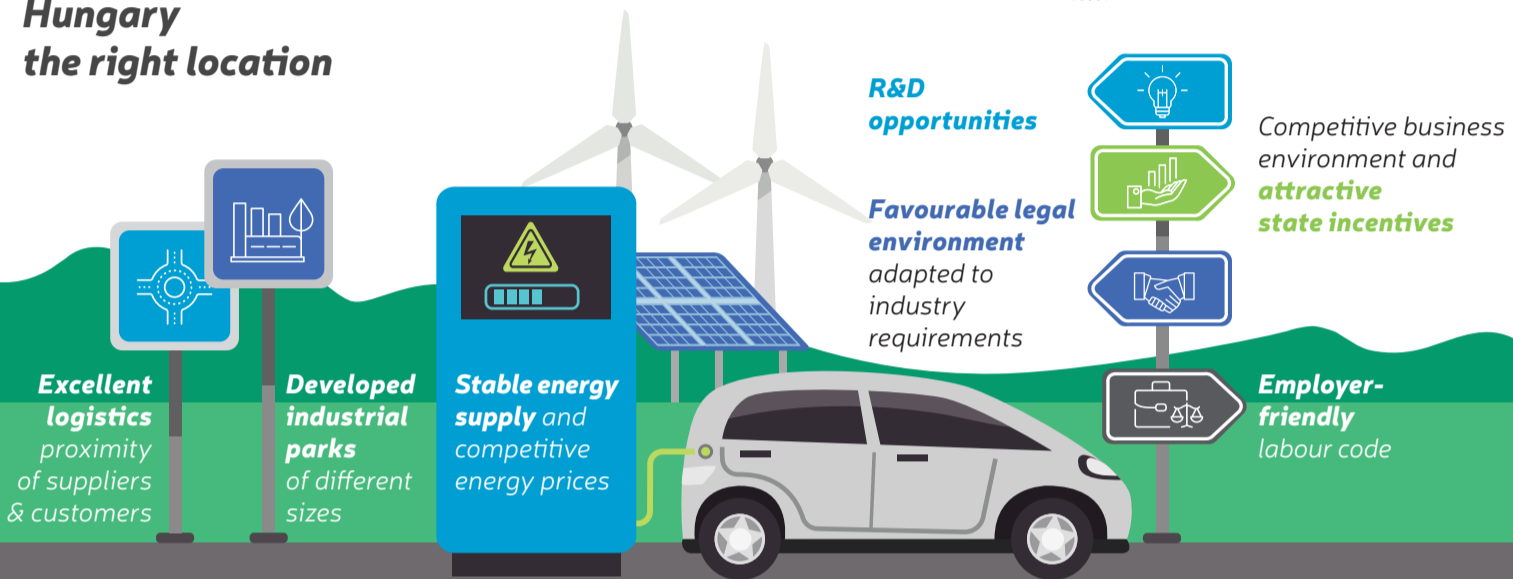 Hungary
the right location
Excellent
logistics
proximity
of suppliers
& customers
Developed
industrial
parks
of different
sizes
Stable energy
supply and
competitive
energy prices
R&D
opportunities
Favourable legal
environment
adapted to
industry
requirements
Competitive business
environment and
attractive
state incentives
Employer-
friendly
labour code